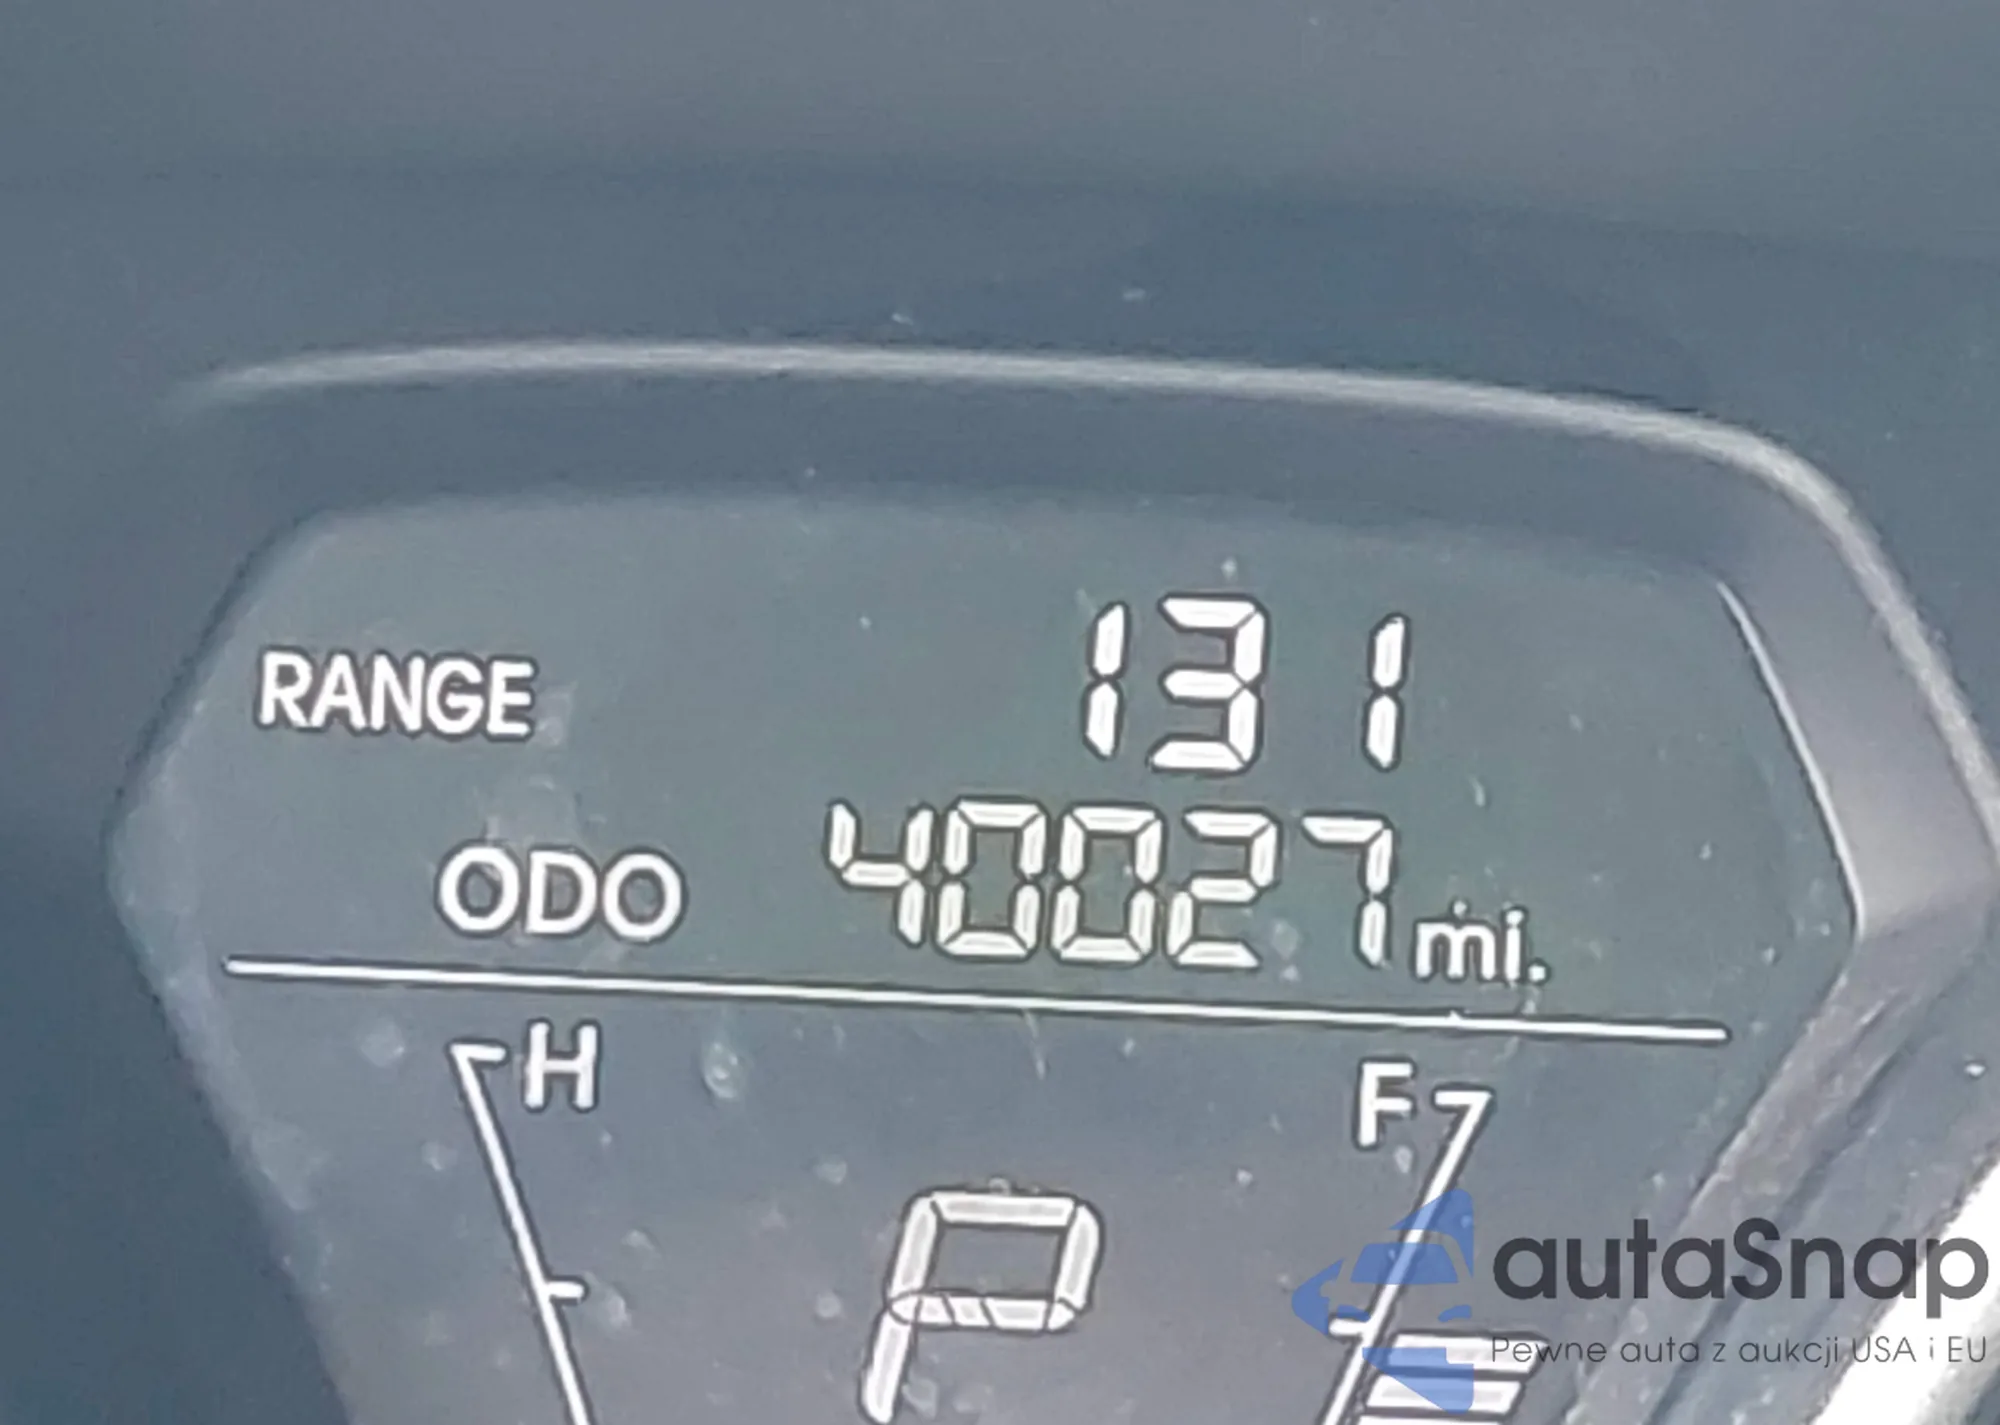 RANGE 131
ODO 40027 mi.
H F
P
autaSnap
Pewne auta z aukcji USA i EU